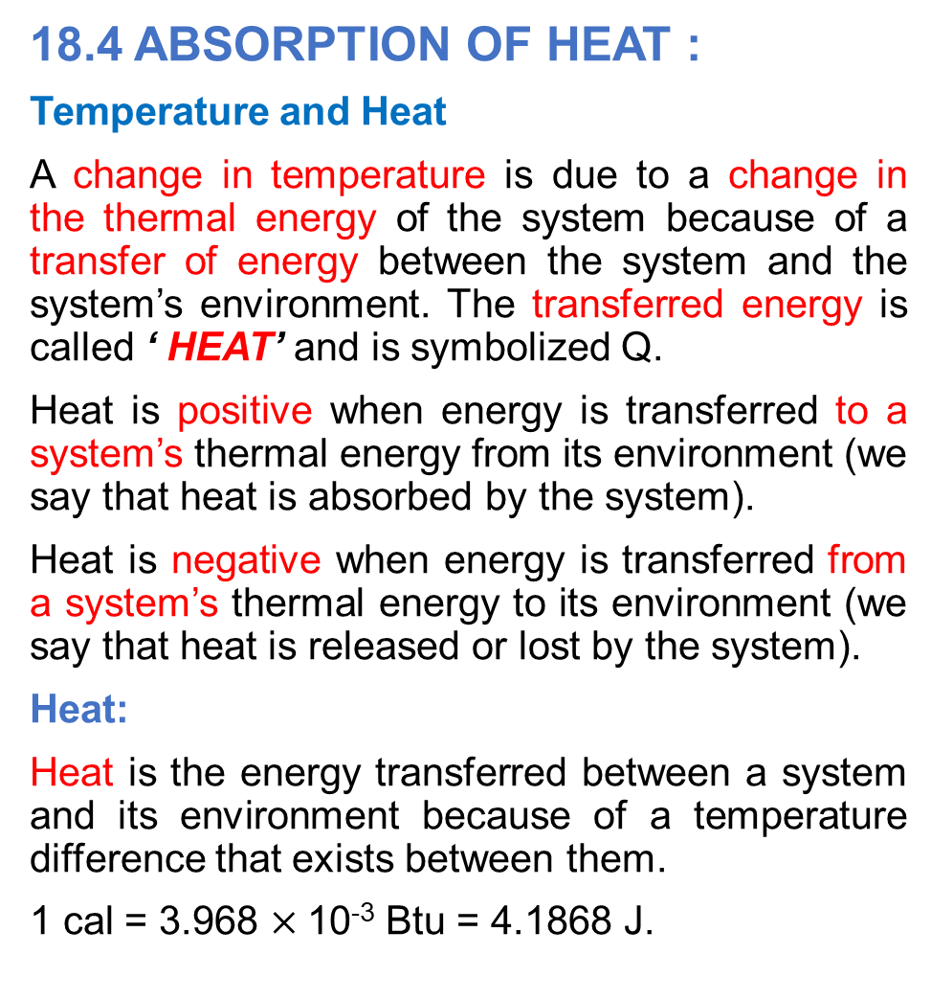 18.4 ABSORPTION OF HEAT :
Temperature and Heat
A change in temperature is due to a change in
the thermal energy of the system because of a
transfer of energy between the system and the
system’s environment. The transferred energy is
called ‘ HEAT’ and is symbolized Q.
Heat is positive when energy is transferred to a
system’s thermal energy from its environment (we
say that heat is absorbed by the system).
Heat is negative when energy is transferred from
a system’s thermal energy to its environment (we
say that heat is released or lost by the system).
Heat:
Heat is the energy transferred between a system
and its environment because of a temperature
difference that exists between them.
1 cal = 3.968 × 10⁻³ Btu = 4.1868 J.